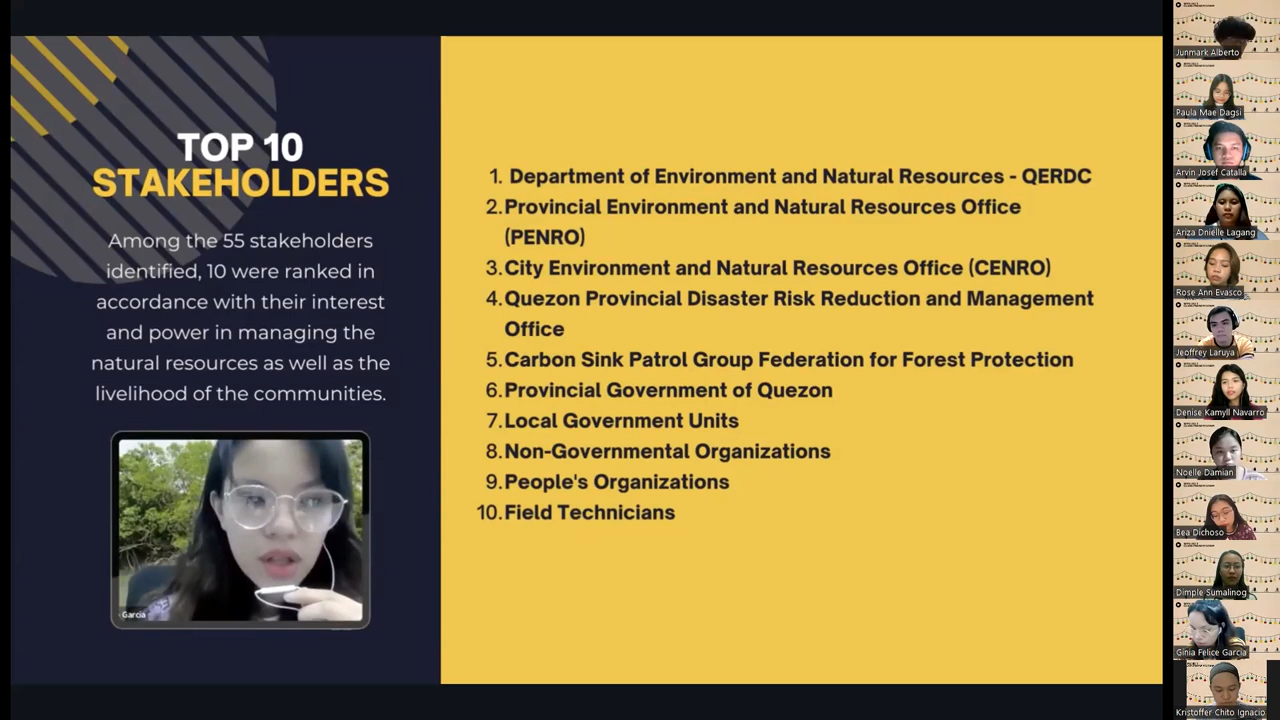 TOP 10
STAKEHOLDERS
Among the 55 stakeholders
identified, 10 were ranked in
accordance with their interest
and power in managing the
natural resources as well as the
livelihood of the communities.
Garcia
1. Department of Environment and Natural Resources - QERDC
2. Provincial Environment and Natural Resources Office
(PENRO)
3. City Environment and Natural Resources Office (CENRO)
4. Quezon Provincial Disaster Risk Reduction and Management
Office
5. Carbon Sink Patrol Group Federation for Forest Protection
6. Provincial Government of Quezon
7. Local Government Units
8. Non-Governmental Organizations
9. People's Organizations
10. Field Technicians
Junmark Alberto
Paula Mae Dagsi
Arvin Josef Catalla
Ariza Dnielle Lagang
Rose Ann Evasco
Jeoffrey Laruya
Denise Kamyll Navarro
Noelle Damian
Bea Dichoso
Dimple Sumalinog
Ginia Felice Garcia
Kristoffer Chito Ignacio